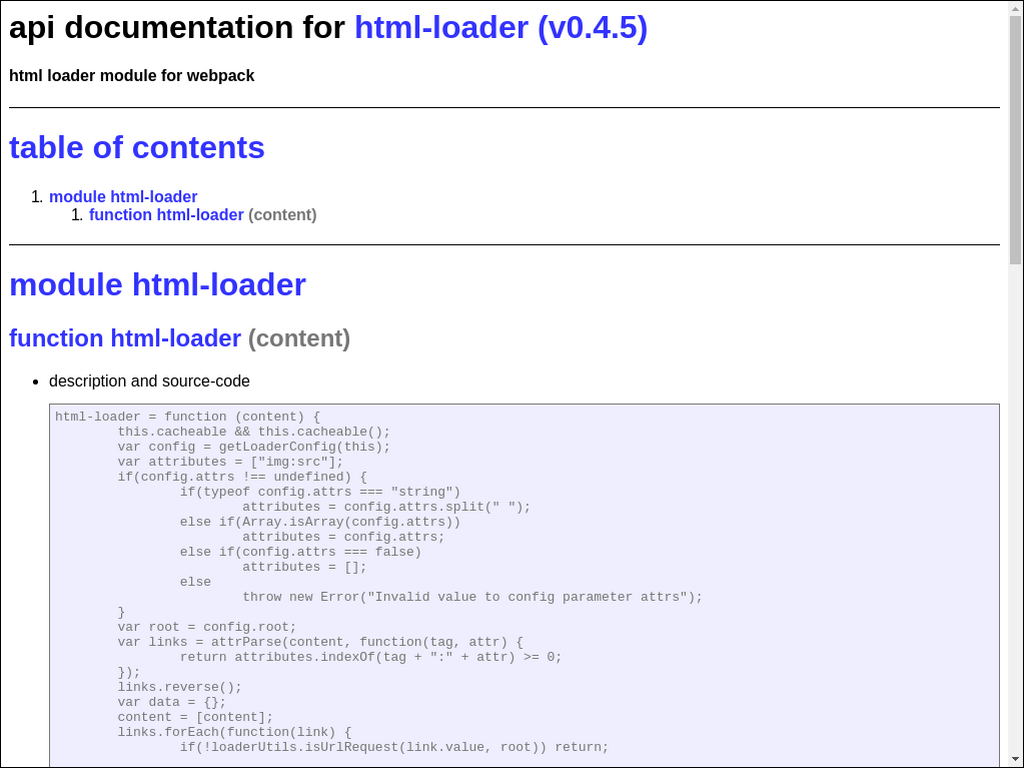 api documentation for html-loader (v0.4.5)
html loader module for webpack
table of contents
1. module html-loader
1. function html-loader (content)
module html-loader
function html-loader (content)
• description and source-code
html-loader = function (content) {
        this.cacheable && this.cacheable();
        var config = getLoaderConfig(this);
        var attributes = ["img:src"];
        if(config.attrs !== undefined) {
                if(typeof config.attrs === "string")
                        attributes = config.attrs.split(" ");
                else if(Array.isArray(config.attrs))
                        attributes = config.attrs;
                else if(config.attrs === false)
                        attributes = [];
                else
                        throw new Error("Invalid value to config parameter attrs");
        }
        var root = config.root;
        var links = attrParse(content, function(tag, attr) {
                return attributes.indexOf(tag + ":" + attr) >= 0;
        });
        links.reverse();
        var data = {};
        content = [content];
        links.forEach(function(link) {
                if(!loaderUtils.isUrlRequest(link.value, root)) return;